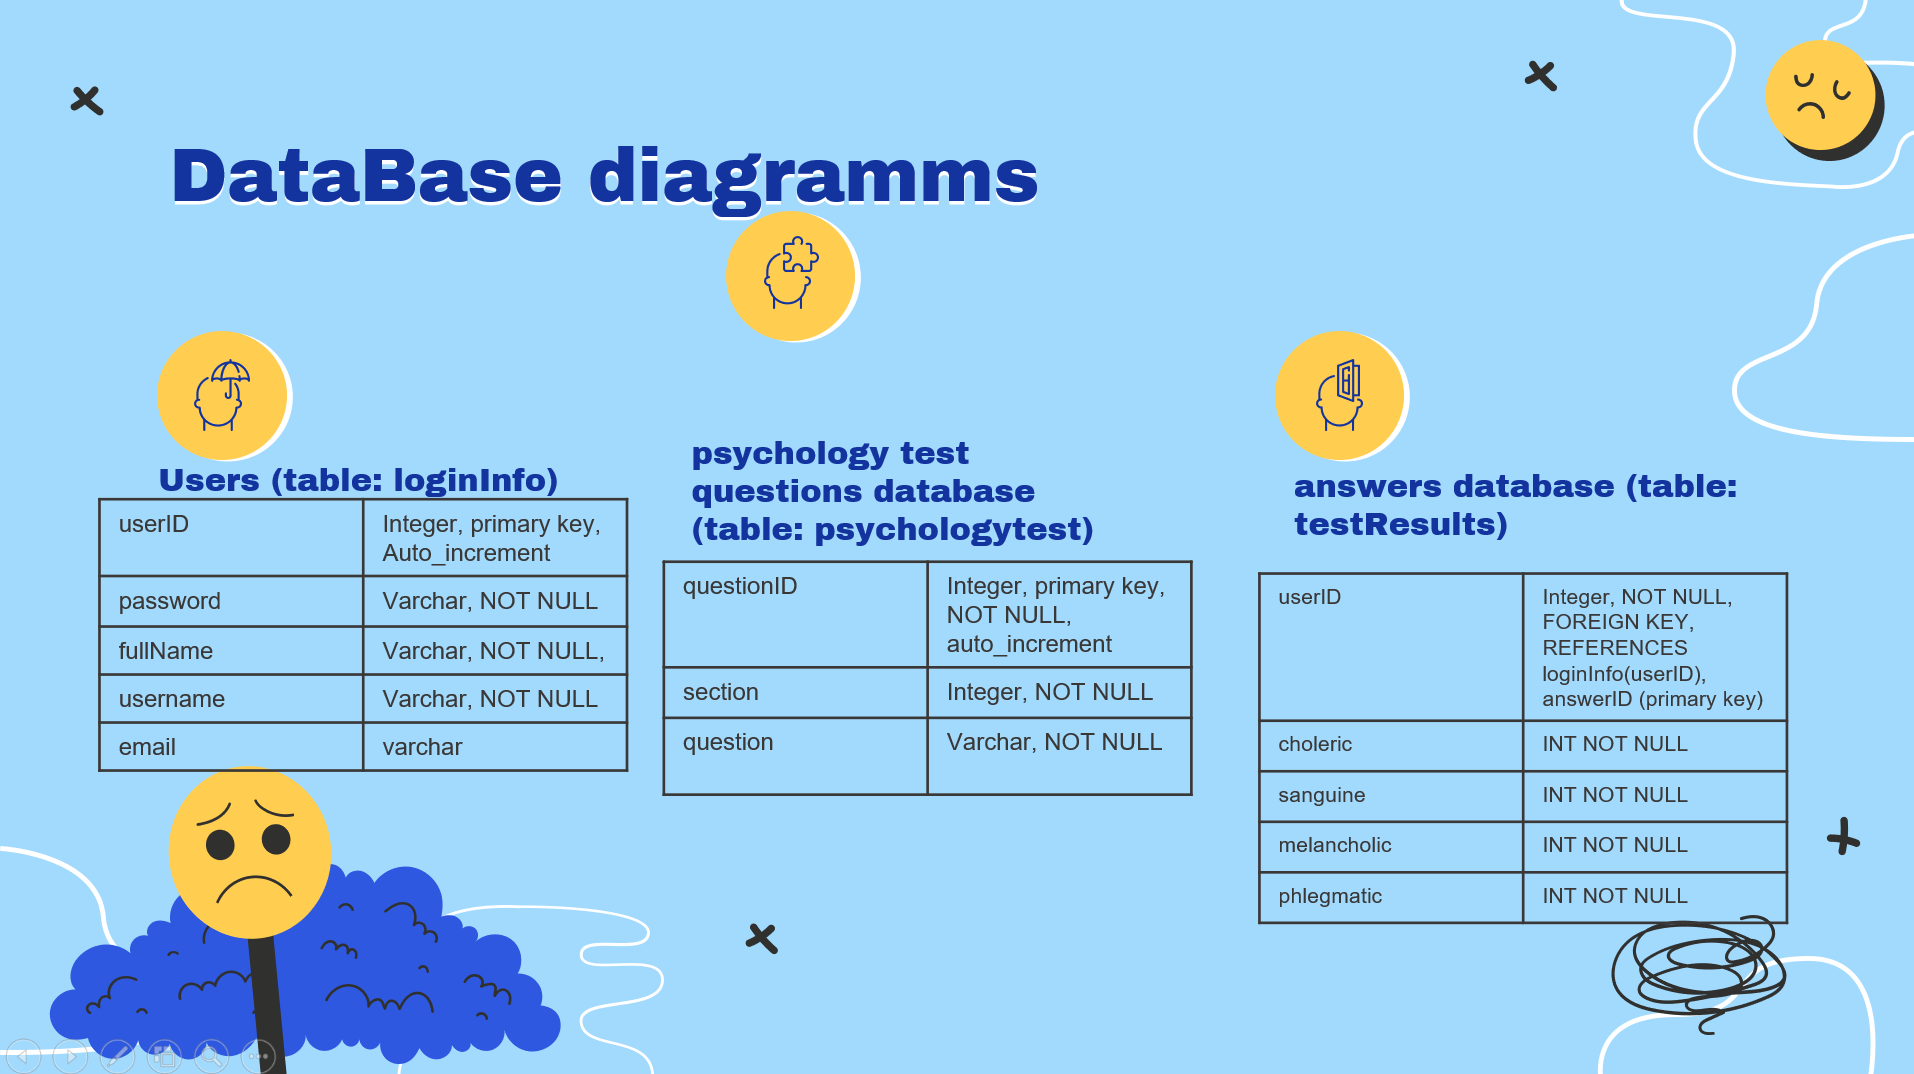 DataBase diagramms
Users (table: loginInfo)
userID
Integer, primary key,
Auto_increment
password
Varchar, NOT NULL
fullName
Varchar, NOT NULL,
username
Varchar, NOT NULL
email
varchar
psychology test
questions database
(table: psychologytest)
questionID
Integer, primary key,
NOT NULL,
auto_increment
section
Integer, NOT NULL
question
Varchar, NOT NULL
answers database (table:
testResults)
userID
Integer, NOT NULL,
FOREIGN KEY,
REFERENCES
loginInfo(userID),
answerID (primary key)
choleric
INT NOT NULL
sanguine
INT NOT NULL
melancholic
INT NOT NULL
phlegmatic
INT NOT NULL